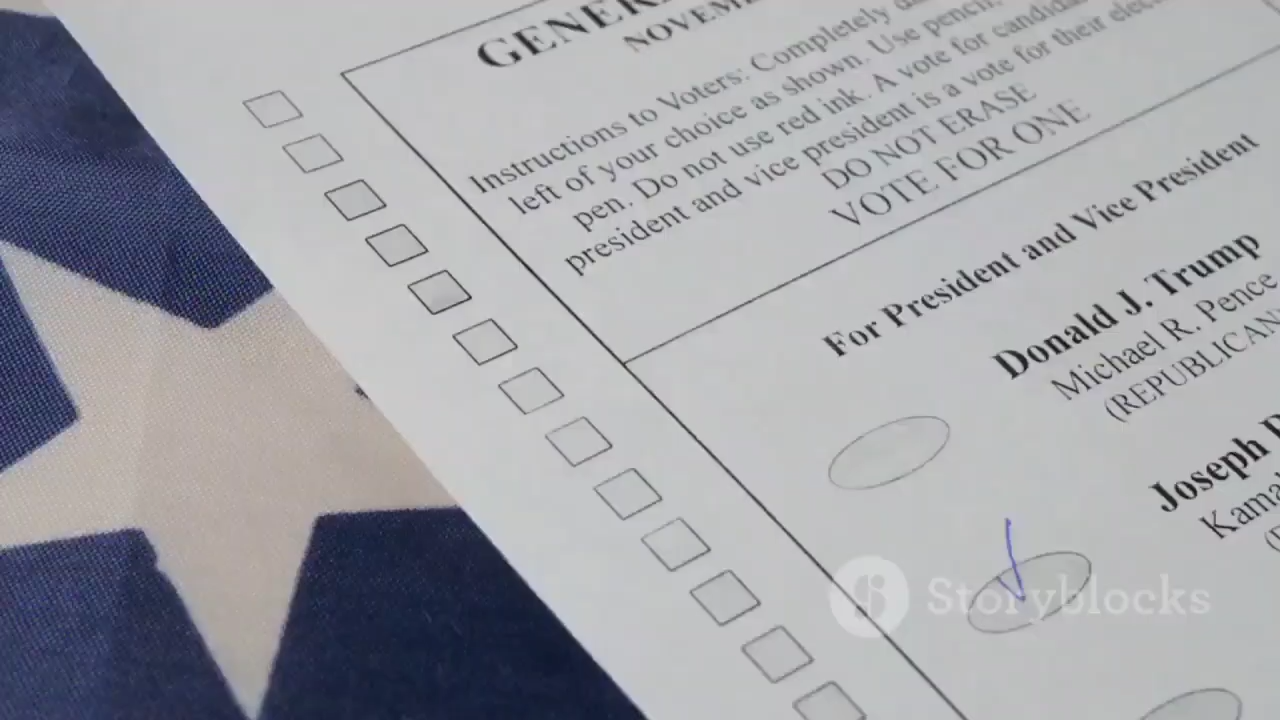 GENER
NOVEM
Instructions to Voters: Completely
left of your choice as shown. Use pencil,
pen. Do not use red ink. A vote for candida
president and vice president is a vote for their elec
DO NOT ERASE
VOTE FOR ONE
For President and Vice President
Donald J. Trump
Michael R. Pence
(REPUBLICAN
Joseph
Kama
Storyblocks